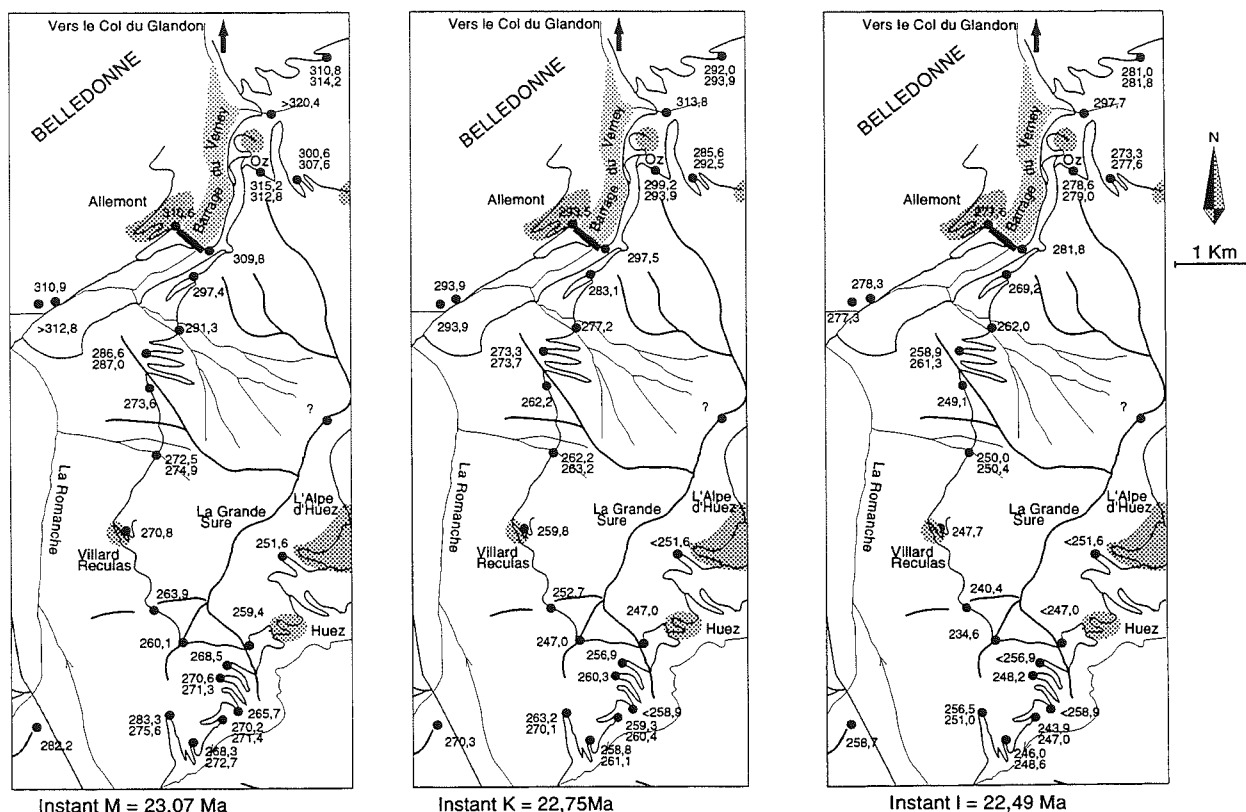 Vers le Col du Glandon
BELLEDONNE
310,8
314,2
>320,4
Barrage du Verney
Oz
300,6
307,6
315,2
312,8
Allemont
310,6
309,8
310,9
297,4
>312,8
291,3
286,6
287,0
273,6
?
272,5
274,9
La Romanche
La Grande
Sure
L'Alpe
d'Huez
270,8
Villard
Reculas
251,6
263,9
259,4
260,1
Huez
268,5
270,6
271,3
265,7
283,3
275,6
270,2
271,4
282,2
268,3
272,7
Instant M = 23,07 Ma
Vers le Col du Glandon
BELLEDONNE
292,0
293,9
313,8
Barrage du Verney
Oz
285,6
292,5
299,2
293,9
Allemont
293,5
297,5
293,9
283,1
293,9
277,2
273,3
273,7
262,2
?
262,2
263,2
La Romanche
La Grande
Sure
L'Alpe
d'Huez
259,8
Villard
Reculas
<251,6
252,7
247,0
247,0
Huez
256,9
260,3
<258,9
263,2
270,1
259,3
260,4
270,3
258,8
261,1
Instant K = 22,75Ma
Vers le Col du Glandon
BELLEDONNE
281,0
281,8
297,7
Barrage du Verney
Oz
273,3
277,6
278,6
279,0
Allemont
281,8
278,3
269,2
277,3
262,0
258,9
261,3
249,1
?
250,0
250,4
La Romanche
La Grande
Sure
L'Alpe
d'Huez
247,7
Villard
Reculas
<251,6
240,4
<247,0
234,6
Huez
<256,9
248,2
<258,9
256,5
251,0
243,9
247,0
258,7
246,0
248,6
Instant I = 22,49 Ma
N
1 Km